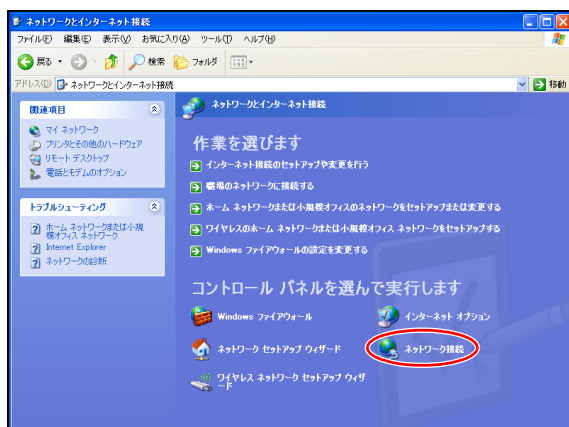 ネットワークとインターネット接続
ファイル(F) 編集(E) 表示(V) お気に入り(A) ツール(T) ヘルプ(H)
戻る 検索 フォルダ
アドレス(D) ネットワークとインターネット接続 移動
関連項目
マイ ネットワーク
プリンタとその他のハードウェア
リモート デスクトップ
電話とモデムのオプション
トラブルシューティング
ホーム ネットワークまたは小規
模オフィス ネットワーク
Internet Explorer
ネットワークの診断
ネットワークとインターネット接続
作業を選びます
インターネット接続のセットアップや変更を行う
職場のネットワークに接続する
ホーム ネットワークまたは小規模オフィスのネットワークをセットアップまたは変更する
ワイヤレスのホーム ネットワークまたは小規模オフィス ネットワークをセットアップする
Windows ファイアウォールの設定を変更する
コントロール パネルを選んで実行します
Windows ファイアウォール インターネット オプション
ネットワーク セットアップ ウィザード ネットワーク接続
ワイヤレス ネットワーク セットアップ ウィザ
ード